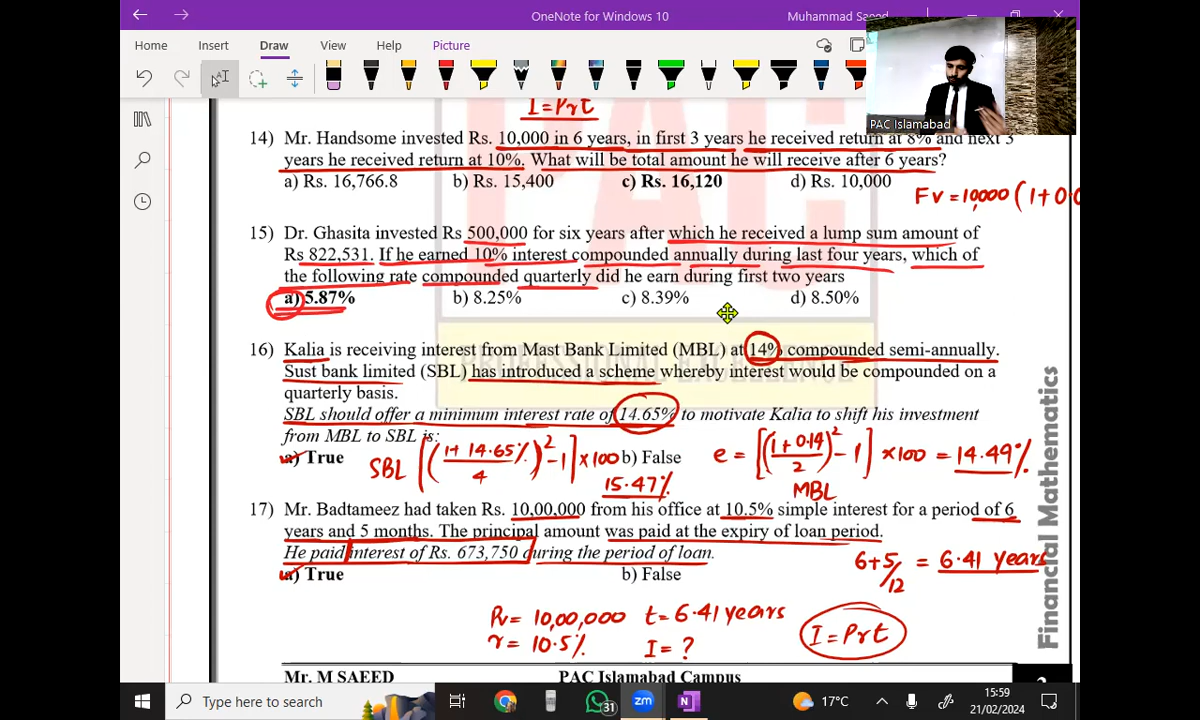 OneNote for Windows 10
Muhammad Saeed
Home Insert Draw View Help Picture
PAC Islamabad
I = Prt
14) Mr. Handsome invested Rs. 10,000 in 6 years, in first 3 years he received return at 8% and next 3
years he received return at 10%. What will be total amount he will receive after 6 years?
a) Rs. 16,766.8 b) Rs. 15,400 c) Rs. 16,120 d) Rs. 10,000
FV = 10,000 (1+0.0
15) Dr. Ghasita invested Rs 500,000 for six years after which he received a lump sum amount of
Rs 822,531. If he earned 10% interest compounded annually during last four years, which of
the following rate compounded quarterly did he earn during first two years
a) 5.87% b) 8.25% c) 8.39% d) 8.50%
16) Kalia is receiving interest from Mast Bank Limited (MBL) at 14% compounded semi-annually.
Sust bank limited (SBL) has introduced a scheme whereby interest would be compounded on a
quarterly basis.
SBL should offer a minimum interest rate of 14.65% to motivate Kalia to shift his investment
from MBL to SBL is:
a) True b) False
SBL [(1+14.65%/4)^2-1]×100
15.47%
e = [(1+0.14/2)^2-1]×100 = 14.49%
MBL
17) Mr. Badtameez had taken Rs. 10,00,000 from his office at 10.5% simple interest for a period of 6
years and 5 months. The principal amount was paid at the expiry of loan period.
He paid interest of Rs. 673,750 during the period of loan.
a) True b) False
6+5/12 = 6.41 years
Pv = 10,00,000 t = 6.41 years
r = 10.5% I = ?
I = Prt
Financial Mathematics
Mr. M SAEED PAC Islamabad Campus
Type here to search
31
17°C
15:59
21/02/2024